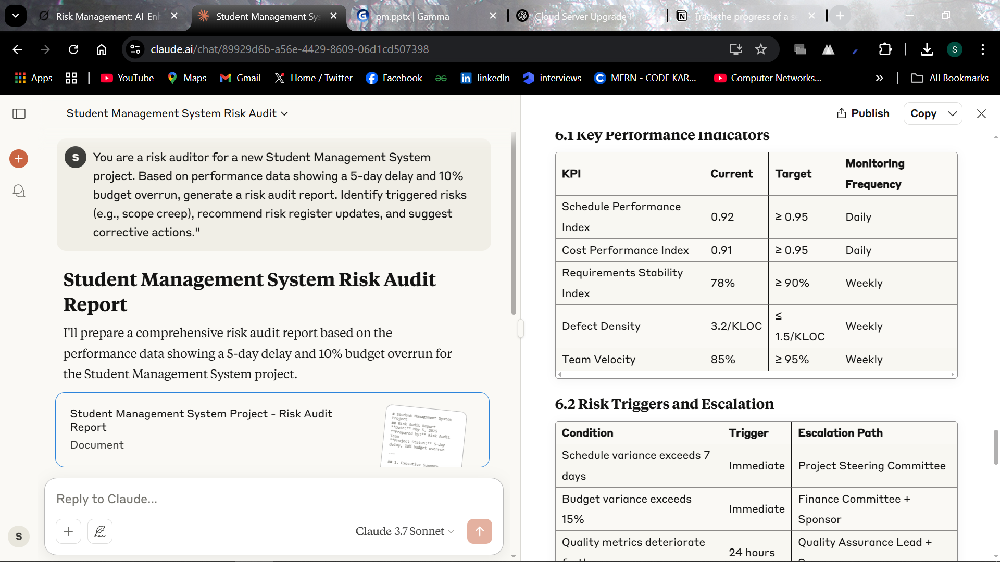 Risk Management: AI-Enh
Student Management Sys
pm.pptx | Gamma
Cloud Server Upgrade
Track the progress of a se
claude.ai/chat/89929d6b-a56e-4429-8609-06d1cd507398
S
Apps
YouTube
Maps
Gmail
Home / Twitter
Facebook
linkedIn
interviews
MERN - CODE KAR...
Computer Networks...
All Bookmarks
Student Management System Risk Audit
Publish
Copy
S
You are a risk auditor for a new Student Management System
project. Based on performance data showing a 5-day delay and 10%
budget overrun, generate a risk audit report. Identify triggered risks
(e.g., scope creep), recommend risk register updates, and suggest
corrective actions."
Student Management System Risk Audit
Report
I'll prepare a comprehensive risk audit report based on the
performance data showing a 5-day delay and 10% budget overrun for
the Student Management System project.
Student Management System Project - Risk Audit
Report
Document
# Student Management System
Project
## Risk Audit Report
**Date:** May 5, 2025
**Prepared by:** Risk Audit
Team
**Project Status:** 5-day
delay, 10% budget overrun
---
## 1. Executive Summary
Reply to Claude...
Claude 3.7 Sonnet
S
6.1 Key Performance Indicators
KPI
Current
Target
Monitoring
Frequency
Schedule Performance
Index
0.92
≥ 0.95
Daily
Cost Performance Index
0.91
≥ 0.95
Daily
Requirements Stability
Index
78%
≥ 90%
Weekly
Defect Density
3.2/KLOC
≤
1.5/KLOC
Weekly
Team Velocity
85%
≥ 95%
Weekly
6.2 Risk Triggers and Escalation
Condition
Trigger
Escalation Path
Schedule variance exceeds 7
days
Immediate
Project Steering Committee
Budget variance exceeds
15%
Immediate
Finance Committee +
Sponsor
Quality metrics deteriorate
24 hours
Quality Assurance Lead +